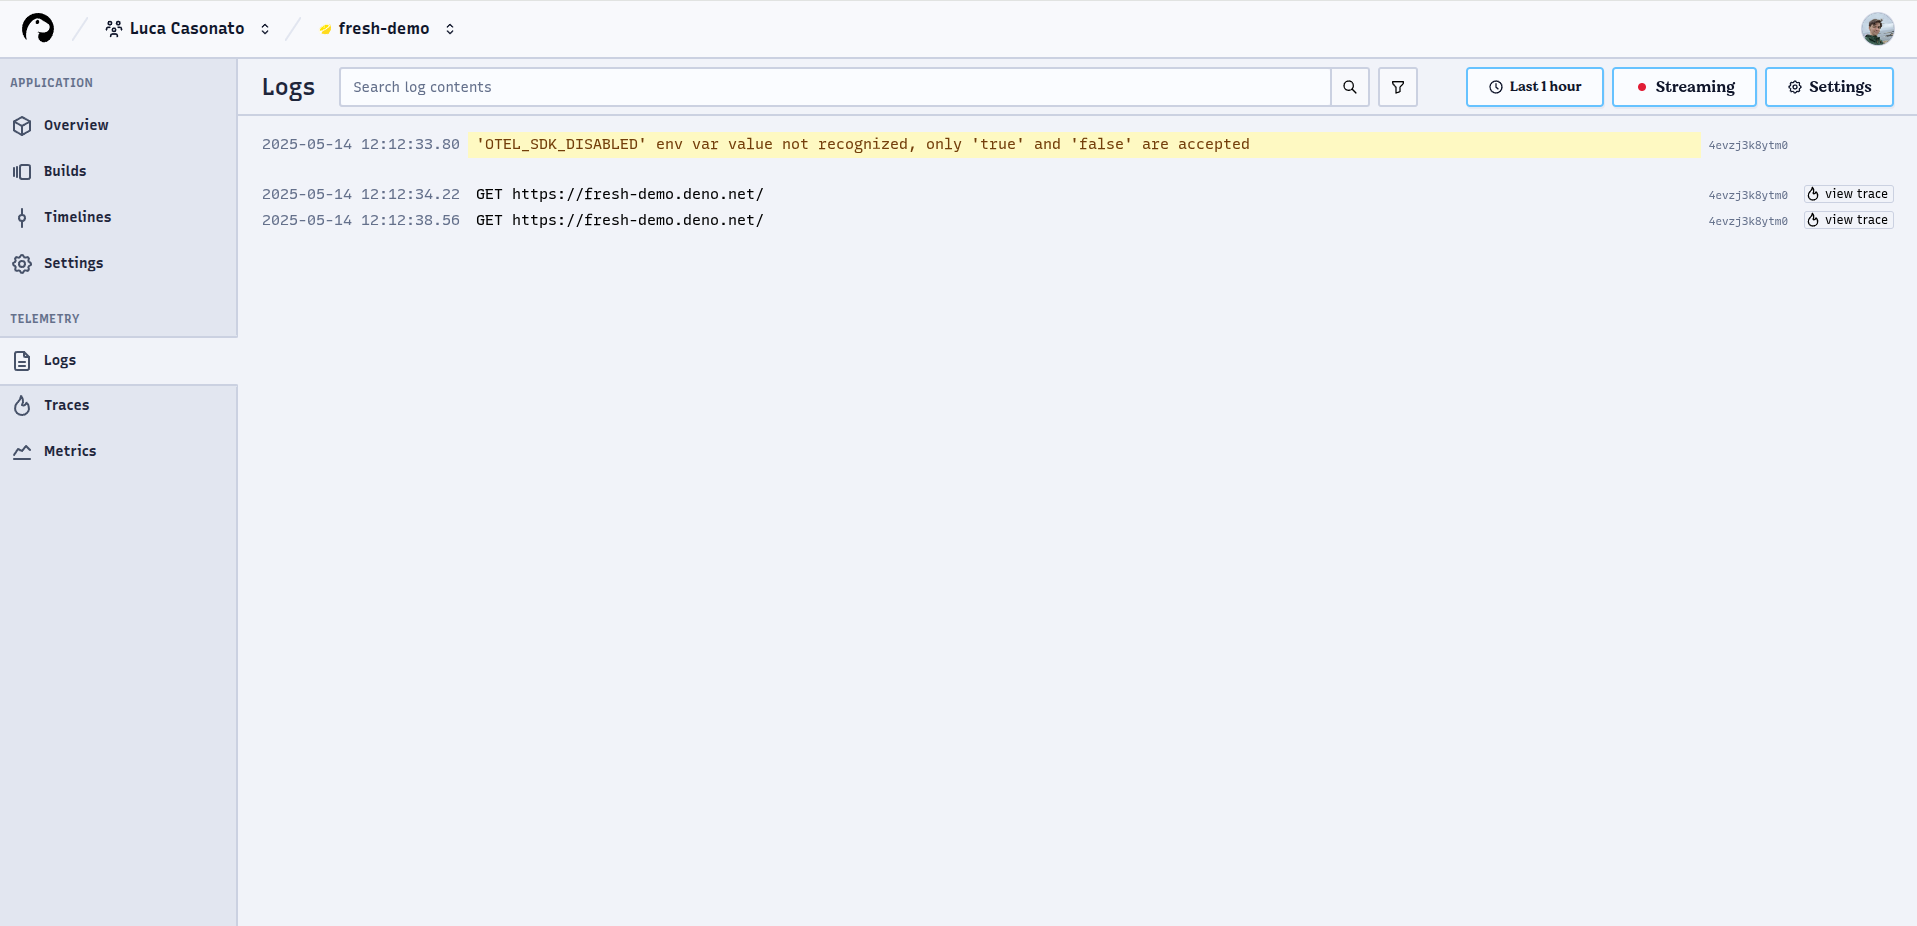 Luca Casonato fresh-demo
APPLICATION
Overview
Builds
Timelines
Settings
TELEMETRY
Logs
Traces
Metrics
Logs Search log contents Last 1 hour Streaming Settings
2025-05-14 12:12:33.80 'OTEL_SDK_DISABLED' env var value not recognized, only 'true' and 'false' are accepted 4evzj3k8ytm0
2025-05-14 12:12:34.22 GET https://fresh-demo.deno.net/ 4evzj3k8ytm0 view trace
2025-05-14 12:12:38.56 GET https://fresh-demo.deno.net/ 4evzj3k8ytm0 view trace